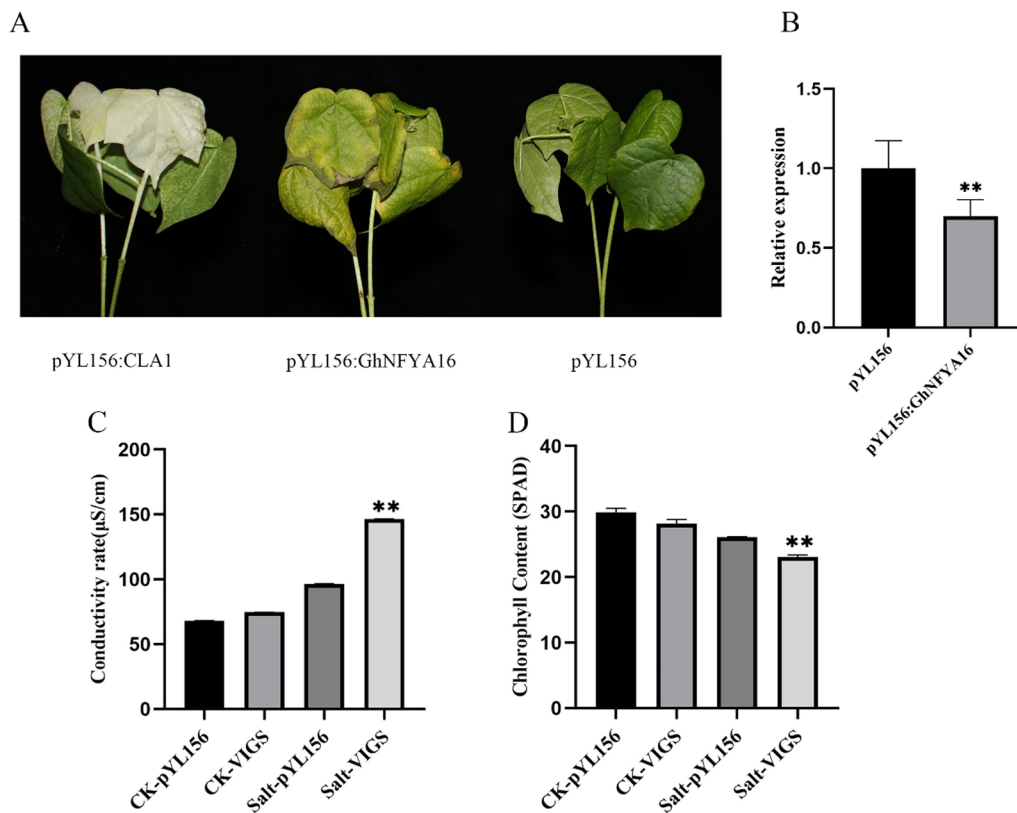 A
B
pYL156:CLA1
pYL156:GhNFYA16
pYL156
Relative expression
1.5
1.0
0.5
0.0
**
pYL156
pYL156:GhNFYA16
C
D
Conductivity rate(μS/cm)
200
150
100
50
0
**
CK-pYL156
CK-VIGS
Salt-pYL156
Salt-VIGS
Chlorophyll Content (SPAD)
40
30
20
10
0
**
CK-pYL156
CK-VIGS
Salt-pYL156
Salt-VIGS